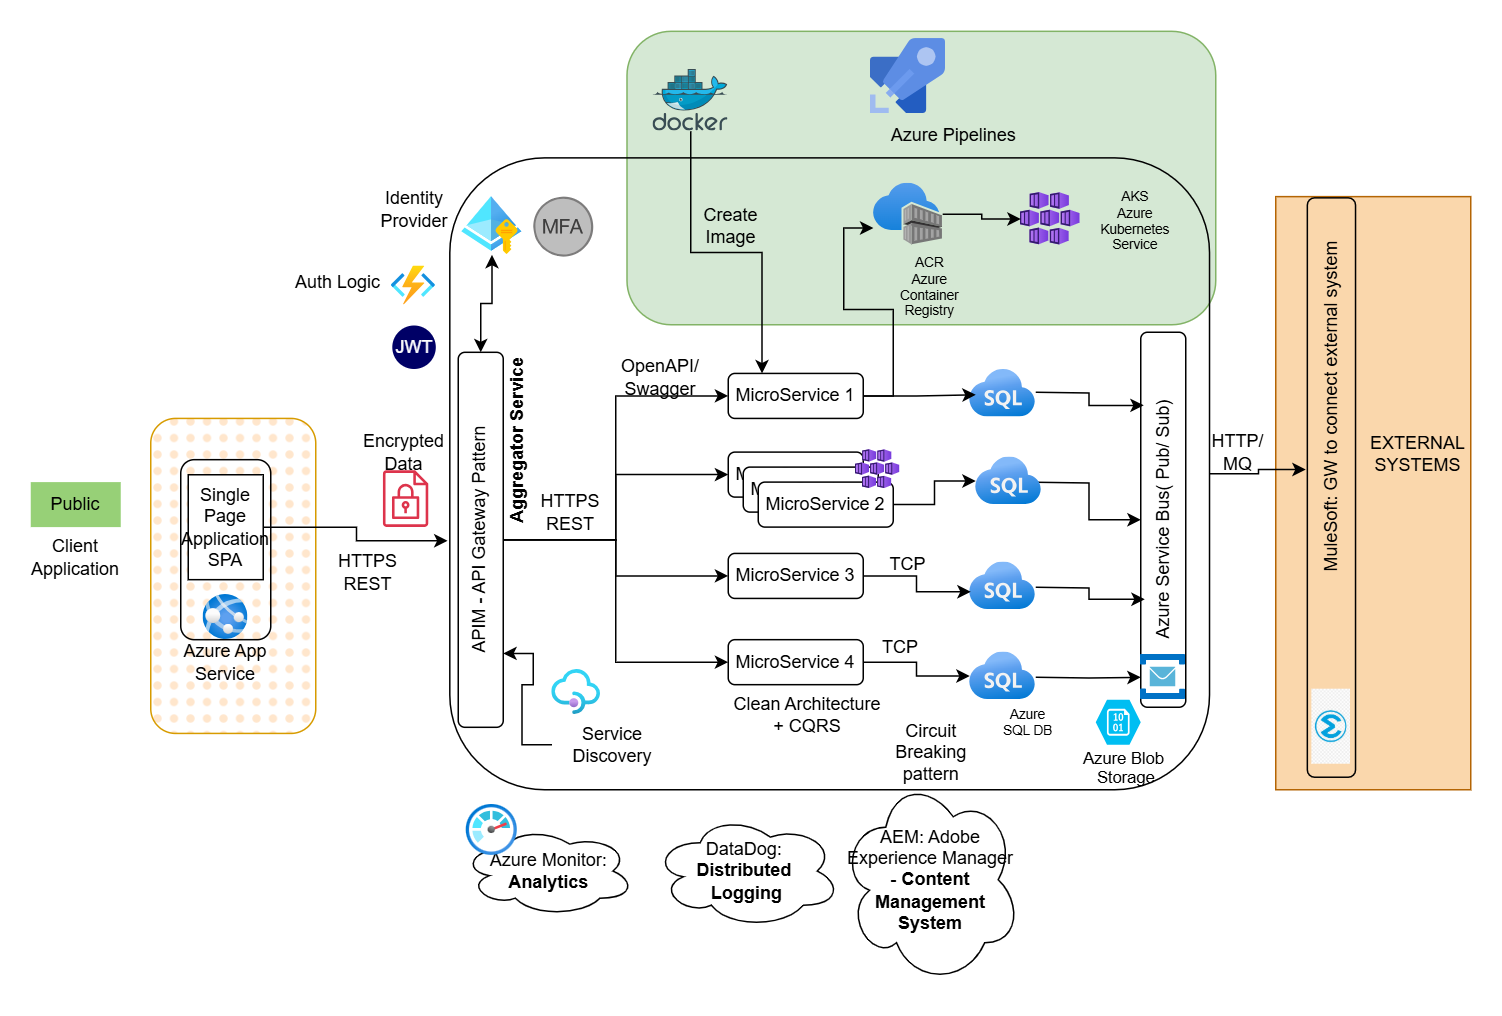 docker
Azure Pipelines
Identity
Provider
MFA
Create
Image
AKS
Azure
Kubernetes
Service
ACR
Azure
Container
Registry
Auth Logic
JWT
OpenAPI/
Swagger
MicroService 1
SQL
Aggregator Service
APIM - API Gateway Pattern
Encrypted
Data
HTTPS
REST
M
M
MicroService 2
SQL
Public
Client
Application
Single
Page
Application
SPA
Azure App
Service
HTTPS
REST
MicroService 3
TCP
SQL
MicroService 4
TCP
SQL
Clean Architecture
+ CQRS
Azure
SQL DB
Circuit
Breaking
pattern
Service
Discovery
Azure Service Bus( Pub/ Sub)
10
01
Azure Blob
Storage
HTTP/
MQ
MuleSoft: GW to connect external system
EXTERNAL
SYSTEMS
Azure Monitor:
Analytics
DataDog:
Distributed
Logging
AEM: Adobe
Experience Manager
- Content
Management
System